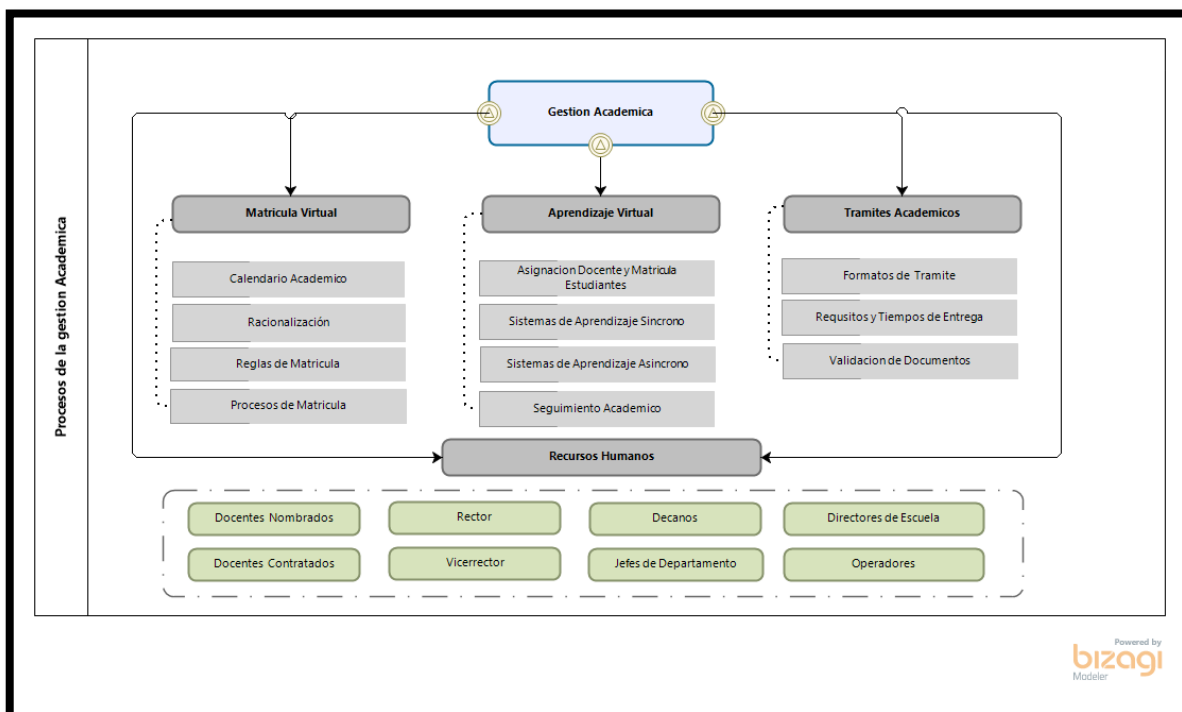 Procesos de la gestion Academica
Gestion Academica
Matricula Virtual
Calendario Academico
Racionalización
Reglas de Matricula
Procesos de Matricula
Aprendizaje Virtual
Asignacion Docente y Matricula
Estudiantes
Sistemas de Aprendizaje Sincrono
Sistemas de Aprendizaje Asincrono
Seguimiento Academico
Tramites Academicos
Formatos de Tramite
Requsitos y Tiempos de Entrega
Validacion de Documentos
Recursos Humanos
Docentes Nombrados
Rector
Decanos
Directores de Escuela
Docentes Contratados
Vicerrector
Jefes de Departamento
Operadores
Powered by
bizagi
Modeler